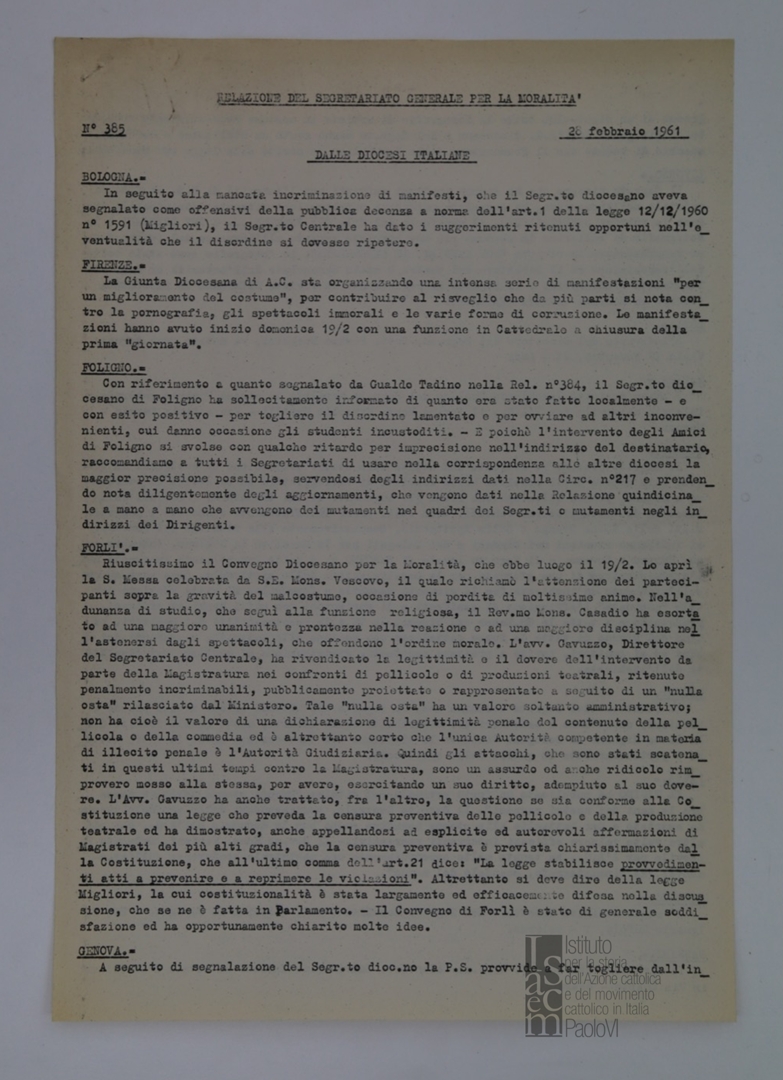 RELAZIONE DEL SEGRETARIATO GENERALE PER LA MORALITA'
N° 385
28 febbraio 1961
DALLE DIOCESI ITALIANE
BOLOGNA.=
In seguito alla mancata incriminazione di manifesti, che il Segr.to diocesano aveva
segnalato come offensivi della pubblica decenza a norma dell'art.1 della legge 12/12/1960
n° 1591 (Migliori), il Segr.to Centrale ha dato i suggerimenti ritenuti opportuni nell'e_
ventualità che il disordine si dovesse ripetere.
FIRENZE.=
La Giunta Diocesana di A.C. sta organizzando una intensa serie di manifestazioni "per
un miglioramento del costume", per contribuire al risveglio che da più parti si nota con_
tro la pornografia, gli spettacoli immorali e le varie forme di corruzione. Le manifesta_
zioni hanno avuto inizio domenica 19/2 con una funzione in Cattedrale a chiusura della
prima "giornata".
FOLIGNO.=
Con riferimento a quanto segnalato da Gualdo Tadino nella Rel. n°384, il Segr.to dio_
cesano di Foligno ha sollecitamente informato di quanto era stato fatto localmente - e
con esito positivo - per togliere il disordine lamentato e per ovviare ad altri inconve-
nienti, cui danno occasione gli studenti incustoditi. - E poichè l'intervento degli Amici
di Foligno si svolse con qualche ritardo per imprecisione nell'indirizzo del destinatario,
raccomandiamo a tutti i Segretariati di usare nella corrispondenza alle altre diocesi la
maggior precisione possibile, servendosi degli indirizzi dati nella Circ. n°217 e prenden_
do nota diligentemente degli aggiornamenti, che vengono dati nella Relazione quindicina_
le a mano a mano che avvengono dei mutamenti nei quadri dei Segr.ti o mutamenti negli in_
dirizzi dei Dirigenti.
FORLI'.=
Riuscitissimo il Convegno Diocesano per la Moralità, che ebbe luogo il 19/2. Lo aprì
la S. Messa celebrata da S.E. Mons. Vescovo, il quale richiamò l'attenzione dei parteci-
panti sopra la gravità del malcostume, occasione di perdita di moltissime anime. Nell'a_
dunanza di studio, che seguì alla funzione religiosa, il Rev.mo Mons. Casadio ha esorta_
to ad una maggiore unanimità e prontezza nella reazione e ad una maggiore disciplina nel_
l'astenersi dagli spettacoli, che offendono l'ordine morale. L'avv. Gavuzzo, Direttore
del Segretariato Centrale, ha rivendicato la legittimità e il dovere dell'intervento da
parte della Magistratura nei confronti di pellicole o di produzioni teatrali, ritenute
penalmente incriminabili, pubblicamente proiettate o rappresentate a seguito di un "nulla
osta" rilasciato dal Ministero. Tale "nulla osta" ha un valore soltanto amministrativo;
non ha cioè il valore di una dichiarazione di legittimità penale del contenuto della pel_
licola o della commedia ed è altrettanto certo che l'unica Autorità competente in materia
di illecito penale è l'Autorità Giudiziaria. Quindi gli attacchi, che sono stati scatena_
ti in questi ultimi tempi contro la Magistratura, sono un assurdo ed anche ridicolo rim_
provero mosso alla stessa, per avere, esercitando un suo diritto, adempiuto al suo dove-
re. L'Avv. Gavuzzo ha anche trattato, fra l'altro, la questione se sia conforme alla Co_
stituzione una legge che preveda la censura preventiva delle pellicole e della produzione
teatrale ed ha dimostrato, anche appellandosi ad esplicite ed autorevoli affermazioni di
Magistrati dei più alti gradi, che la censura preventiva è prevista chiarissimamente dal_
la Costituzione, che all'ultimo comma dell'art.21 dice: "La legge stabilisce provvedimen-
ti atti a prevenire e a reprimere le violazioni". Altrettanto si deve dire della legge
Migliori, la cui costituzionalità è stata largamente ed efficacemente difesa nella discus_
sione, che se ne è fatta in Parlamento. - Il Convegno di Forlì è stato di generale soddi_
sfazione ed ha opportunamente chiarito molte idee.
GENOVA.=
A seguito di segnalazione del Segr.to dioc.no la P.S. provvide a far togliere dall'in_
Isacem
Istituto
per la storia
dell'Azione cattolica
e del movimento
cattolico in Italia
PaoloVI